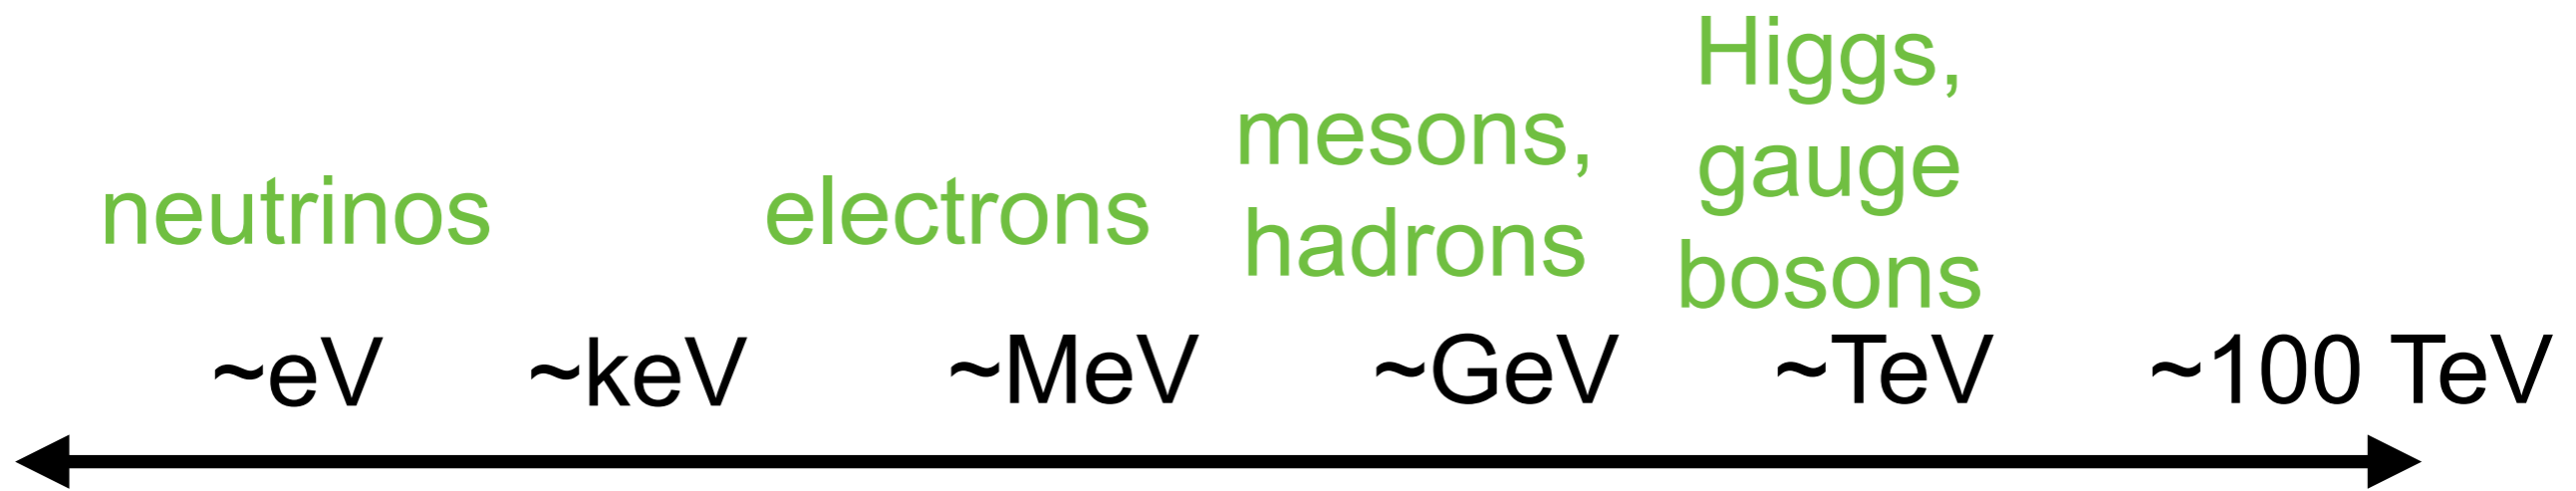 neutrinos
electrons
mesons,
hadrons
Higgs,
gauge
bosons
~eV
~keV
~MeV
~GeV
~TeV
~100 TeV